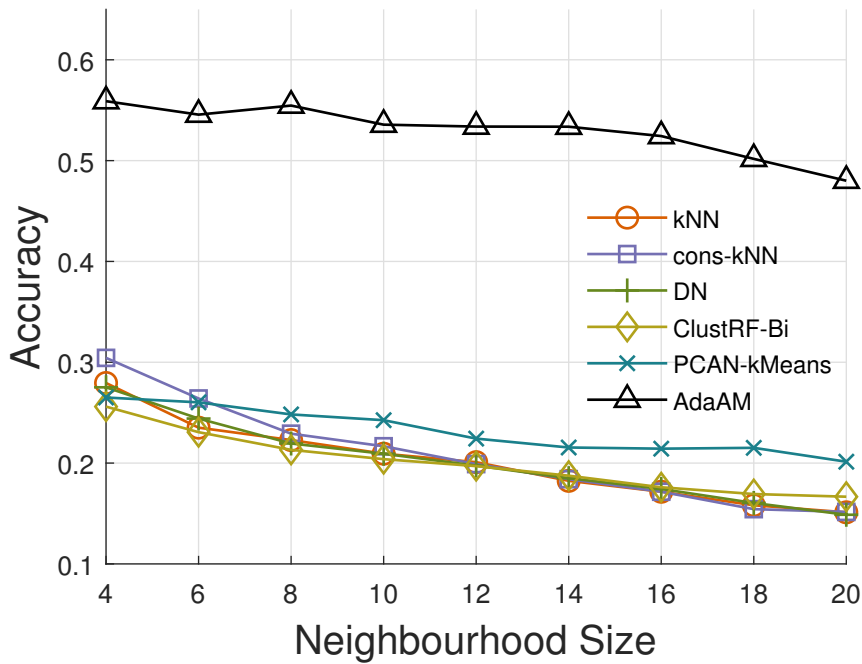 0.6
0.5
0.4
0.3
0.2
0.1
Accuracy
kNN
cons-kNN
DN
ClustRF-Bi
PCAN-kMeans
AdaAM
4 6 8 10 12 14 16 18 20
Neighbourhood Size